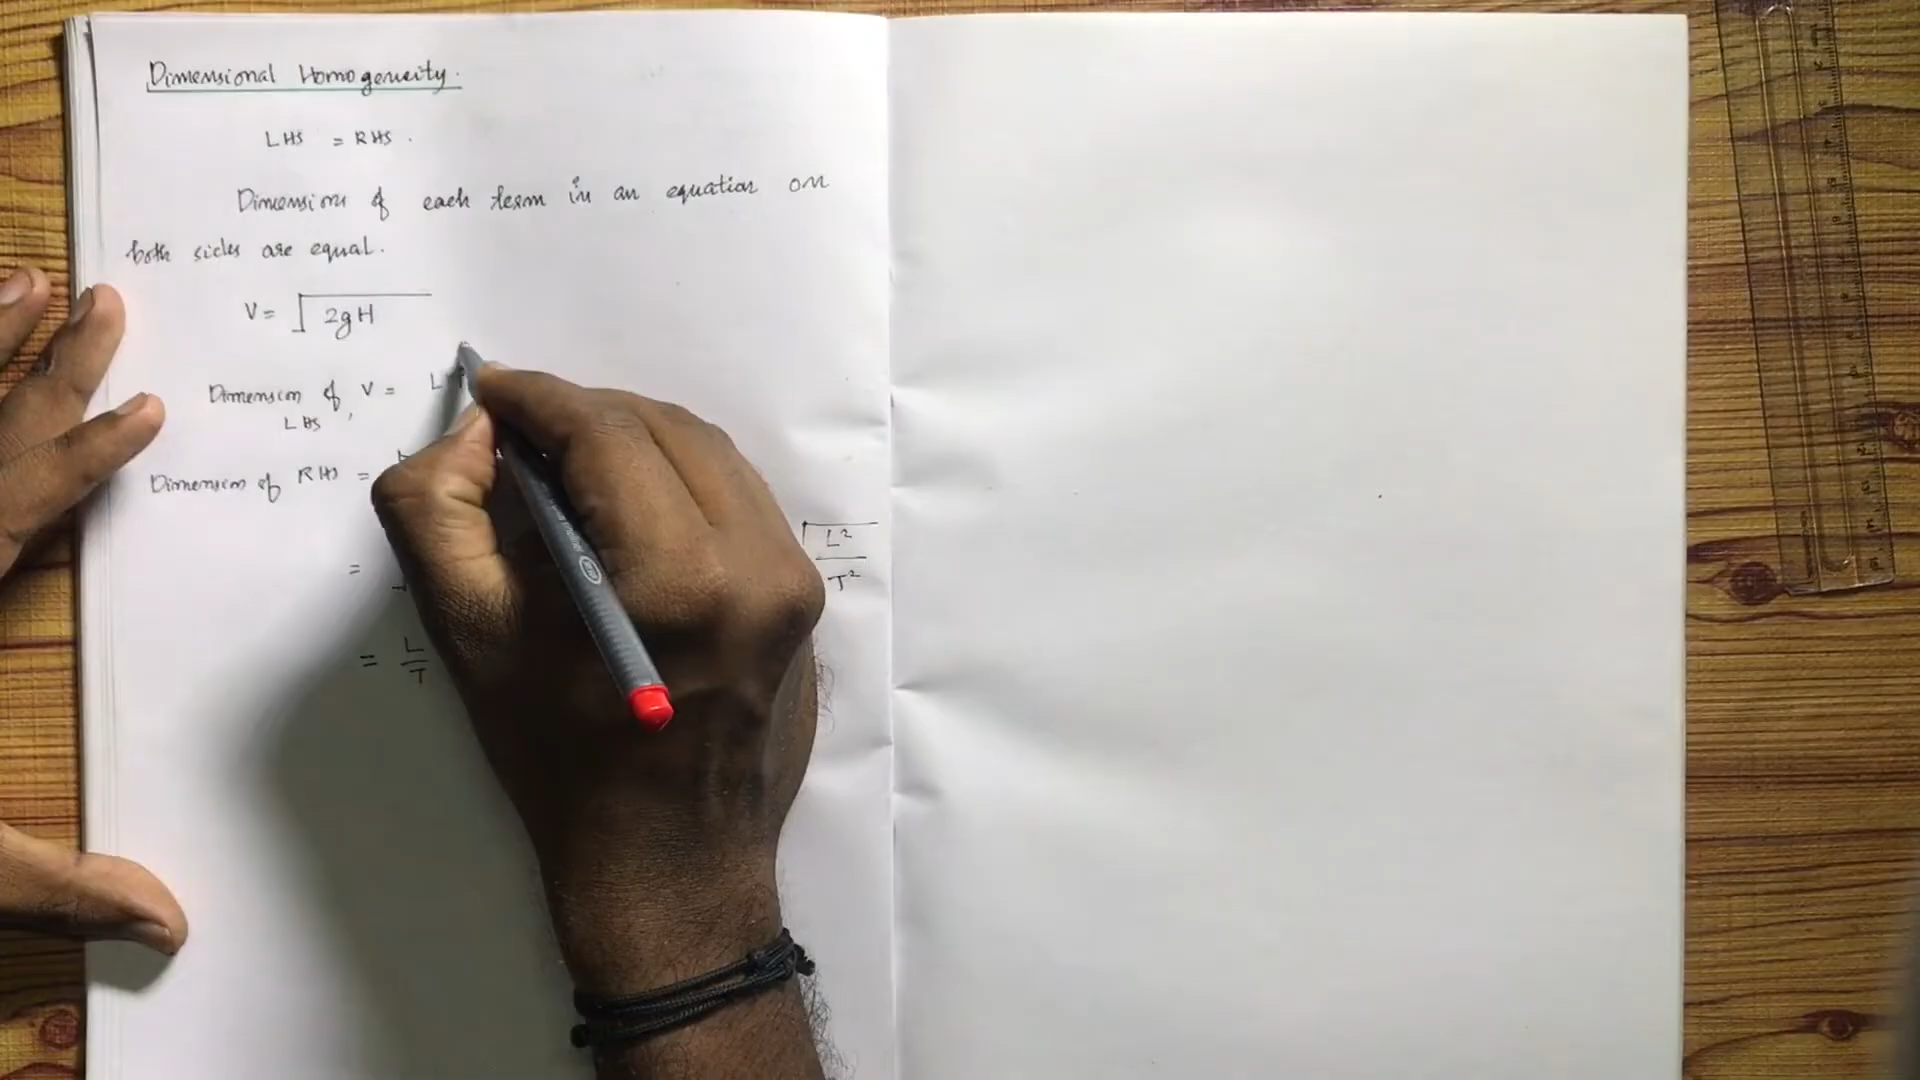 Dimensional Homogeneity.
LHS = RHS.
Dimensions of each term in an equation on
both sides are equal.
V = √2gH
Dimension of V = L
LHS,
Dimension of RHS =
√L²/T²
=
= L/T